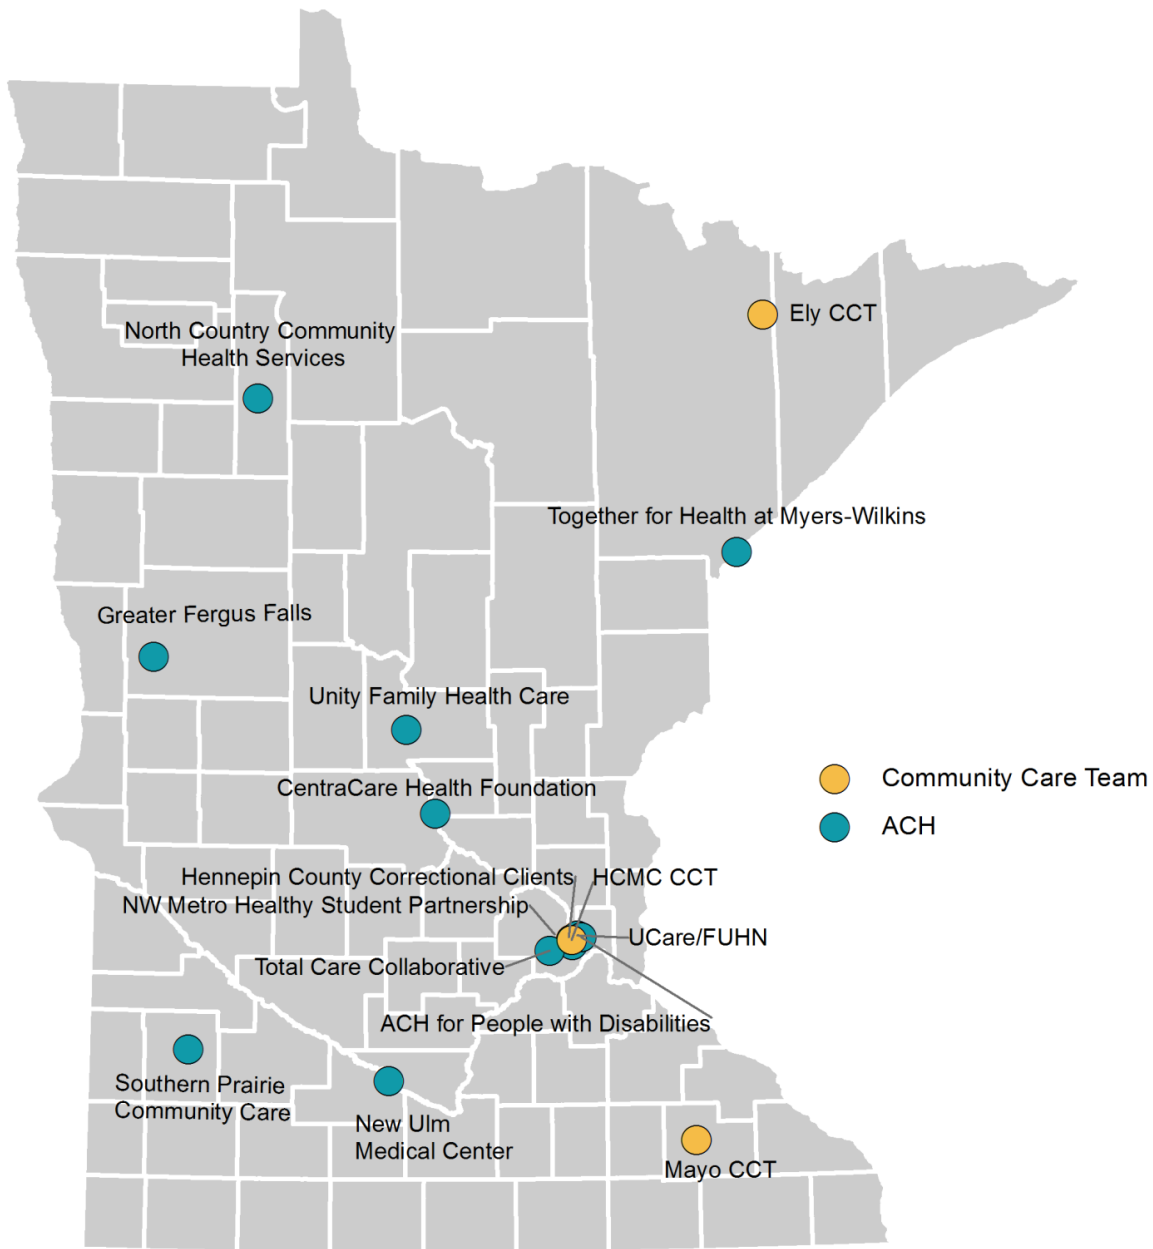 Ely CCT
North Country Community
Health Services
Together for Health at Myers-Wilkins
Greater Fergus Falls
Unity Family Health Care
Community Care Team
CentraCare Health Foundation
ACH
Hennepin County Correctional Clients
HCMC CCT
NW Metro Healthy Student Partnership
UCare/FUHN
Total Care Collaborative
ACH for People with Disabilities
Southern Prairie
Community Care
New Ulm
Medical Center
Mayo CCT